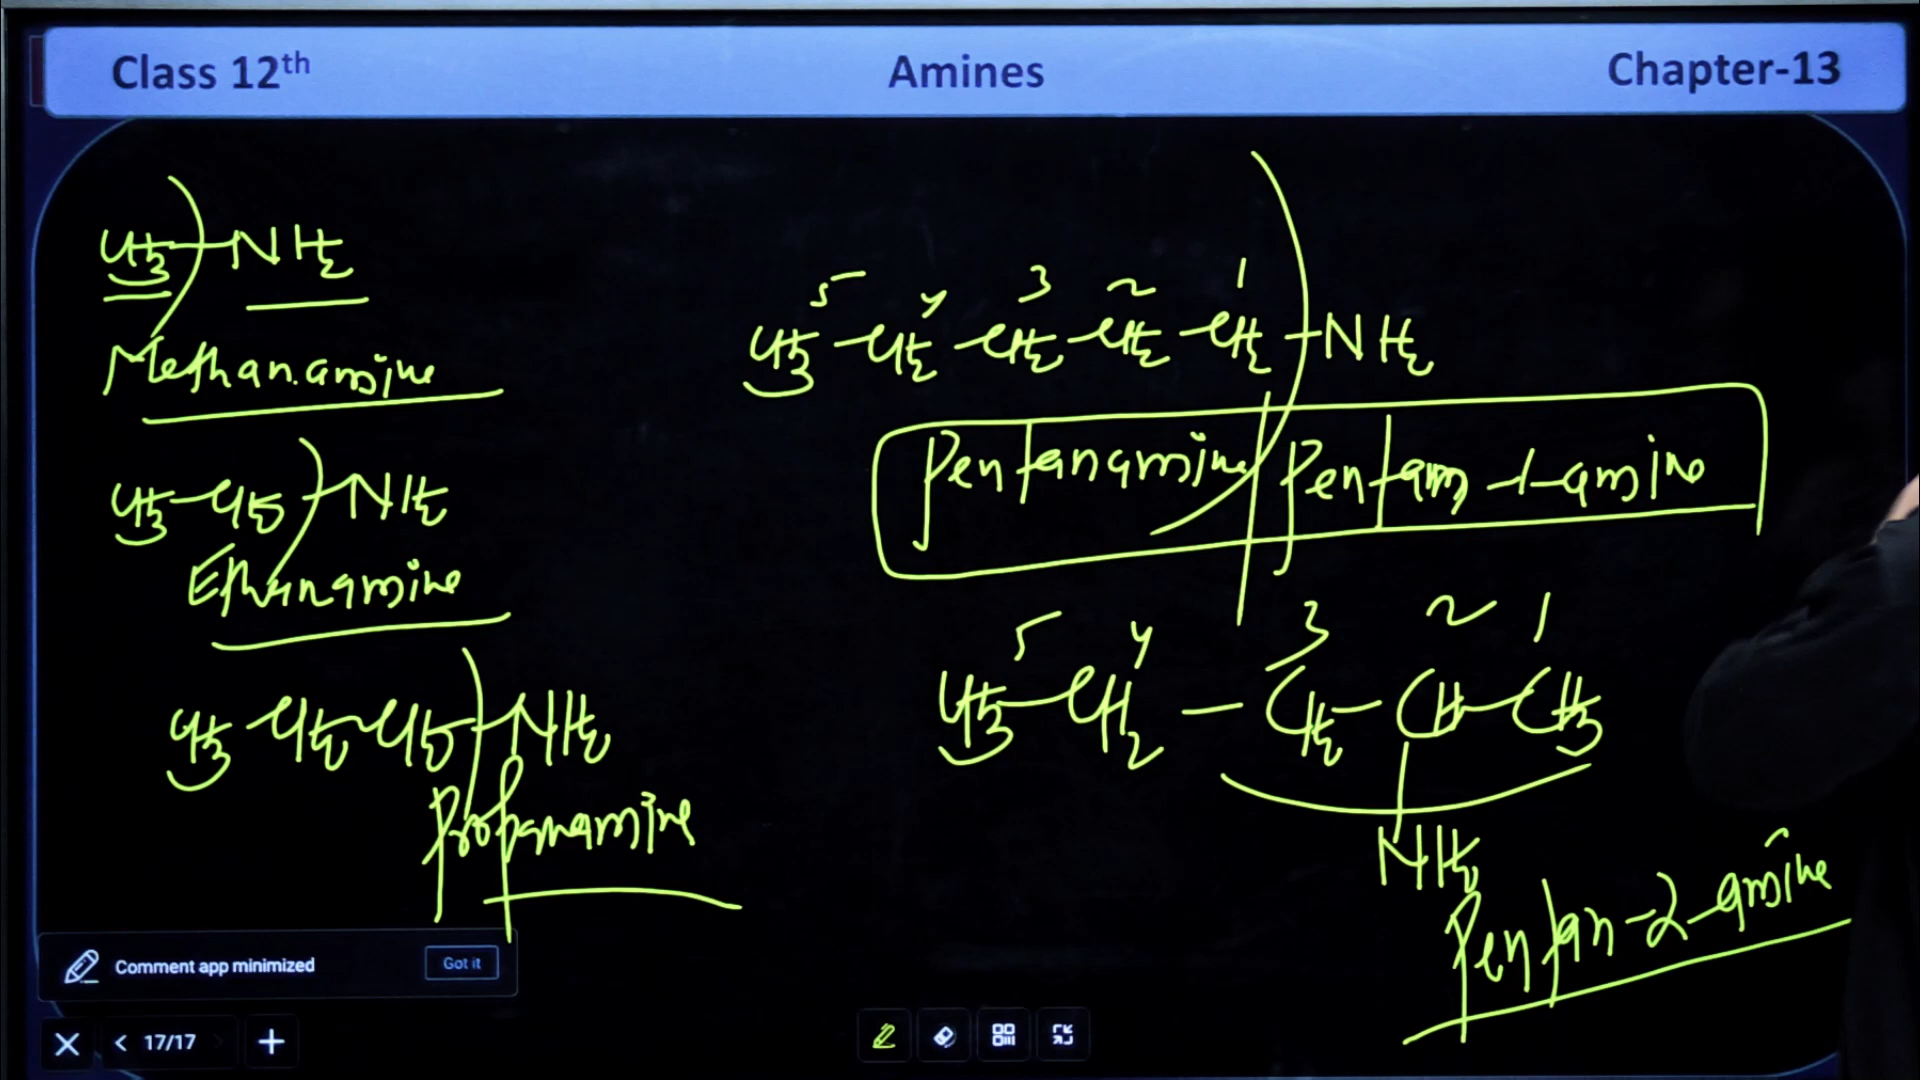 Class 12th Amines Chapter-13
CH3-NH2
Methanamine
CH3-CH2-NH2
Ethanamine
CH3-CH2-CH2-NH2
Propanamine
5 4 3 2 1
CH3-CH2-CH2-CH2-CH2-NH2
Pentanamine Pentan-1-amine
5 4 3 2 1
CH3-CH2-CH2-CH-CH3
NH2
Pentan-2-amine
Comment app minimized Got it
17/17